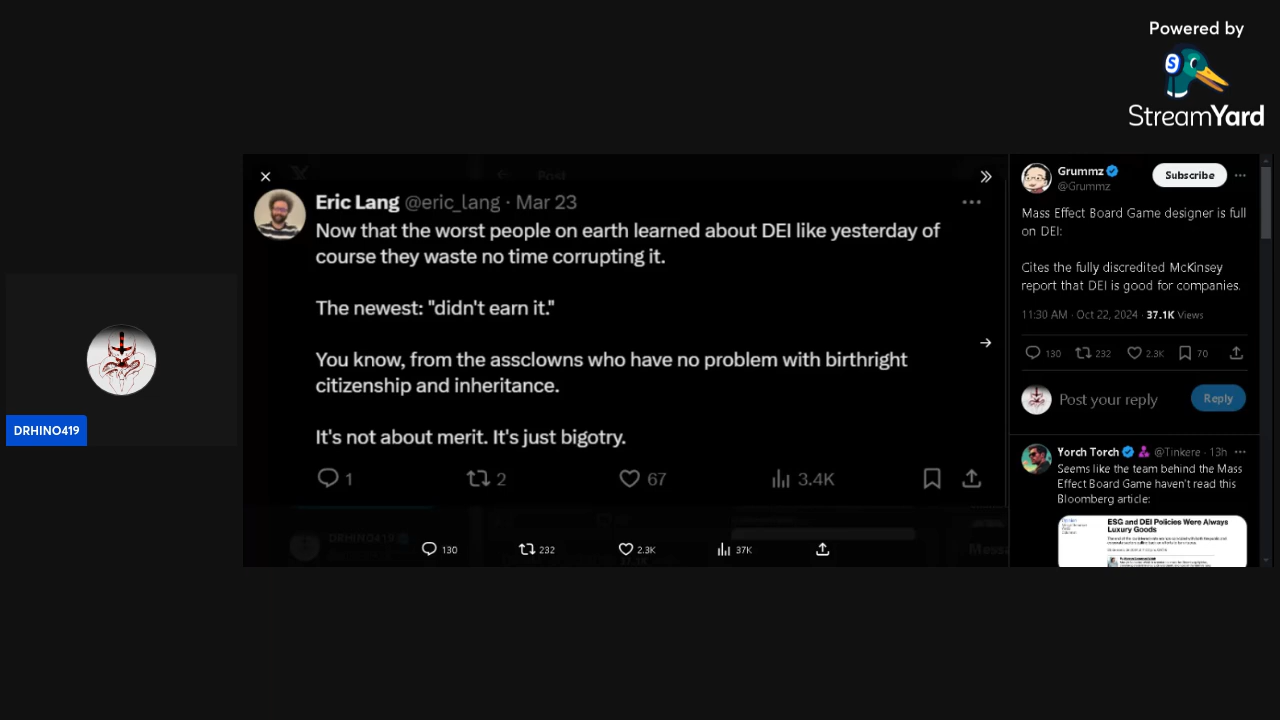 Powered by
StreamYard
Eric Lang @eric_lang · Mar 23
Now that the worst people on earth learned about DEI like yesterday of
course they waste no time corrupting it.
The newest: "didn't earn it."
You know, from the assclowns who have no problem with birthright
citizenship and inheritance.
It's not about merit. It's just bigotry.
1 2 67 3.4K
130 232 2.3K 37K
DRHINO419
Grummz
@Grummz
Subscribe
Mass Effect Board Game designer is full
on DEI:
Cites the fully discredited McKinsey
report that DEI is good for companies.
11:30 AM · Oct 22, 2024 · 37.1K Views
130 232 2.3K 70
Post your reply
Reply
Yorch Torch @Tinkere · 13h
Seems like the team behind the Mass
Effect Board Game haven't read this
Bloomberg article:
ESG and DEI Policies Were Always
Luxury Goods